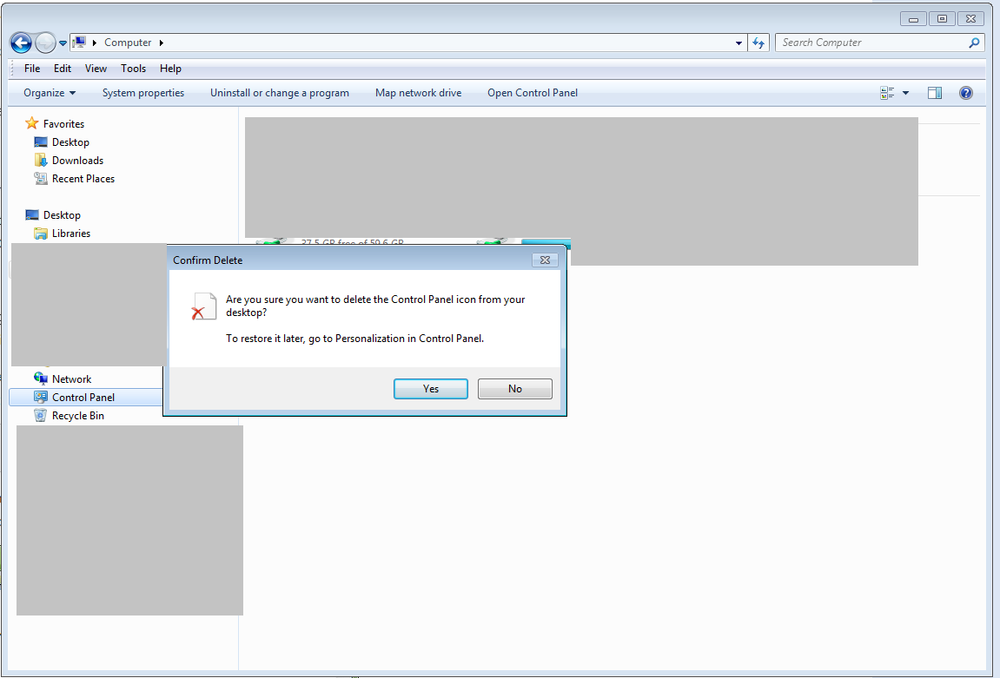 Computer
Search Computer
File Edit View Tools Help
Organize System properties Uninstall or change a program Map network drive Open Control Panel
Favorites
Desktop
Downloads
Recent Places
Desktop
Libraries
37.5 GB free of 59.6 GB
Confirm Delete
Are you sure you want to delete the Control Panel icon from your
desktop?
To restore it later, go to Personalization in Control Panel.
Yes No
Network
Control Panel
Recycle Bin